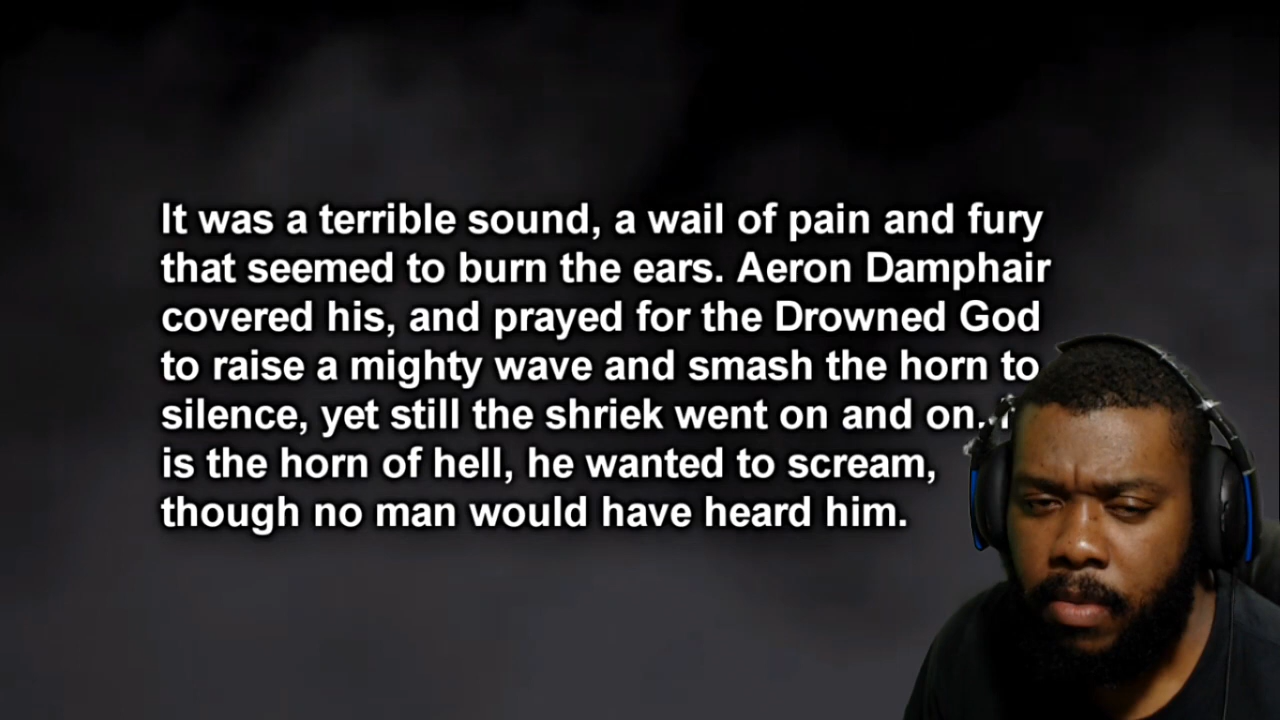 It was a terrible sound, a wail of pain and fury
that seemed to burn the ears. Aeron Damphair
covered his, and prayed for the Drowned God
to raise a mighty wave and smash the horn to
silence, yet still the shriek went on and on.
is the horn of hell, he wanted to scream,
though no man would have heard him.